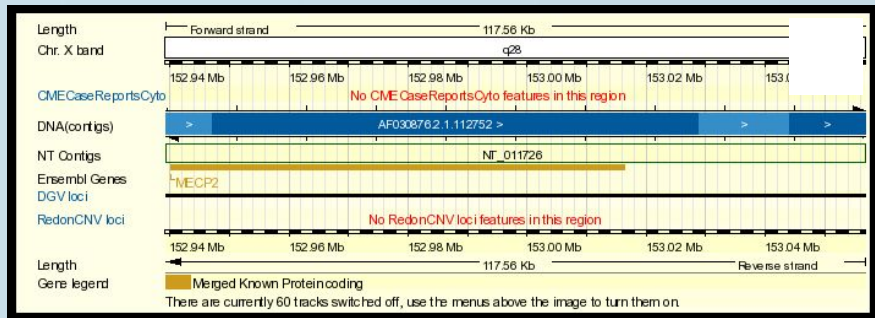 Length Forward strand 117.56 Kb
Chr. X band q28
152.94 Mb 152.96 Mb 152.98 Mb 153.00 Mb 153.02 Mb 153.0
CMECaseReportsCyto No CMECaseReportsCyto features in this region
DNA(contigs) > AF030876.2.1.112752 > > >
NT Contigs NT_011726
Ensembl Genes MECP2
DGV loci
RedonCNV loci No RedonCNV loci features in this region
152.94 Mb 152.96 Mb 152.98 Mb 153.00 Mb 153.02 Mb 153.04 Mb
Length 117.56 Kb Reverse strand
Gene legend Merged Known Protein coding
There are currently 60 tracks switched off, use the menus above the image to turn them on.